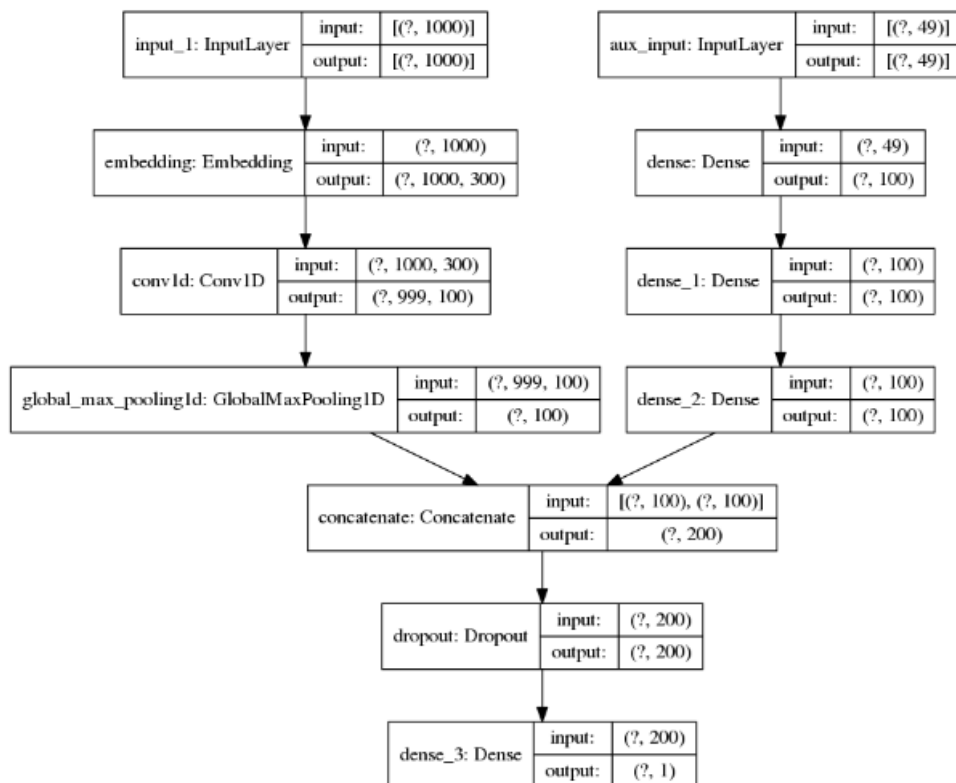 input_1: InputLayer
input: [(?, 1000)]
output: [(?, 1000)]
aux_input: InputLayer
input: [(?, 49)]
output: [(?, 49)]
embedding: Embedding
input: (?, 1000)
output: (?, 1000, 300)
dense: Dense
input: (?, 49)
output: (?, 100)
conv1d: Conv1D
input: (?, 1000, 300)
output: (?, 999, 100)
dense_1: Dense
input: (?, 100)
output: (?, 100)
global_max_pooling1d: GlobalMaxPooling1D
input: (?, 999, 100)
output: (?, 100)
dense_2: Dense
input: (?, 100)
output: (?, 100)
concatenate: Concatenate
input: [(?, 100), (?, 100)]
output: (?, 200)
dropout: Dropout
input: (?, 200)
output: (?, 200)
dense_3: Dense
input: (?, 200)
output: (?, 1)